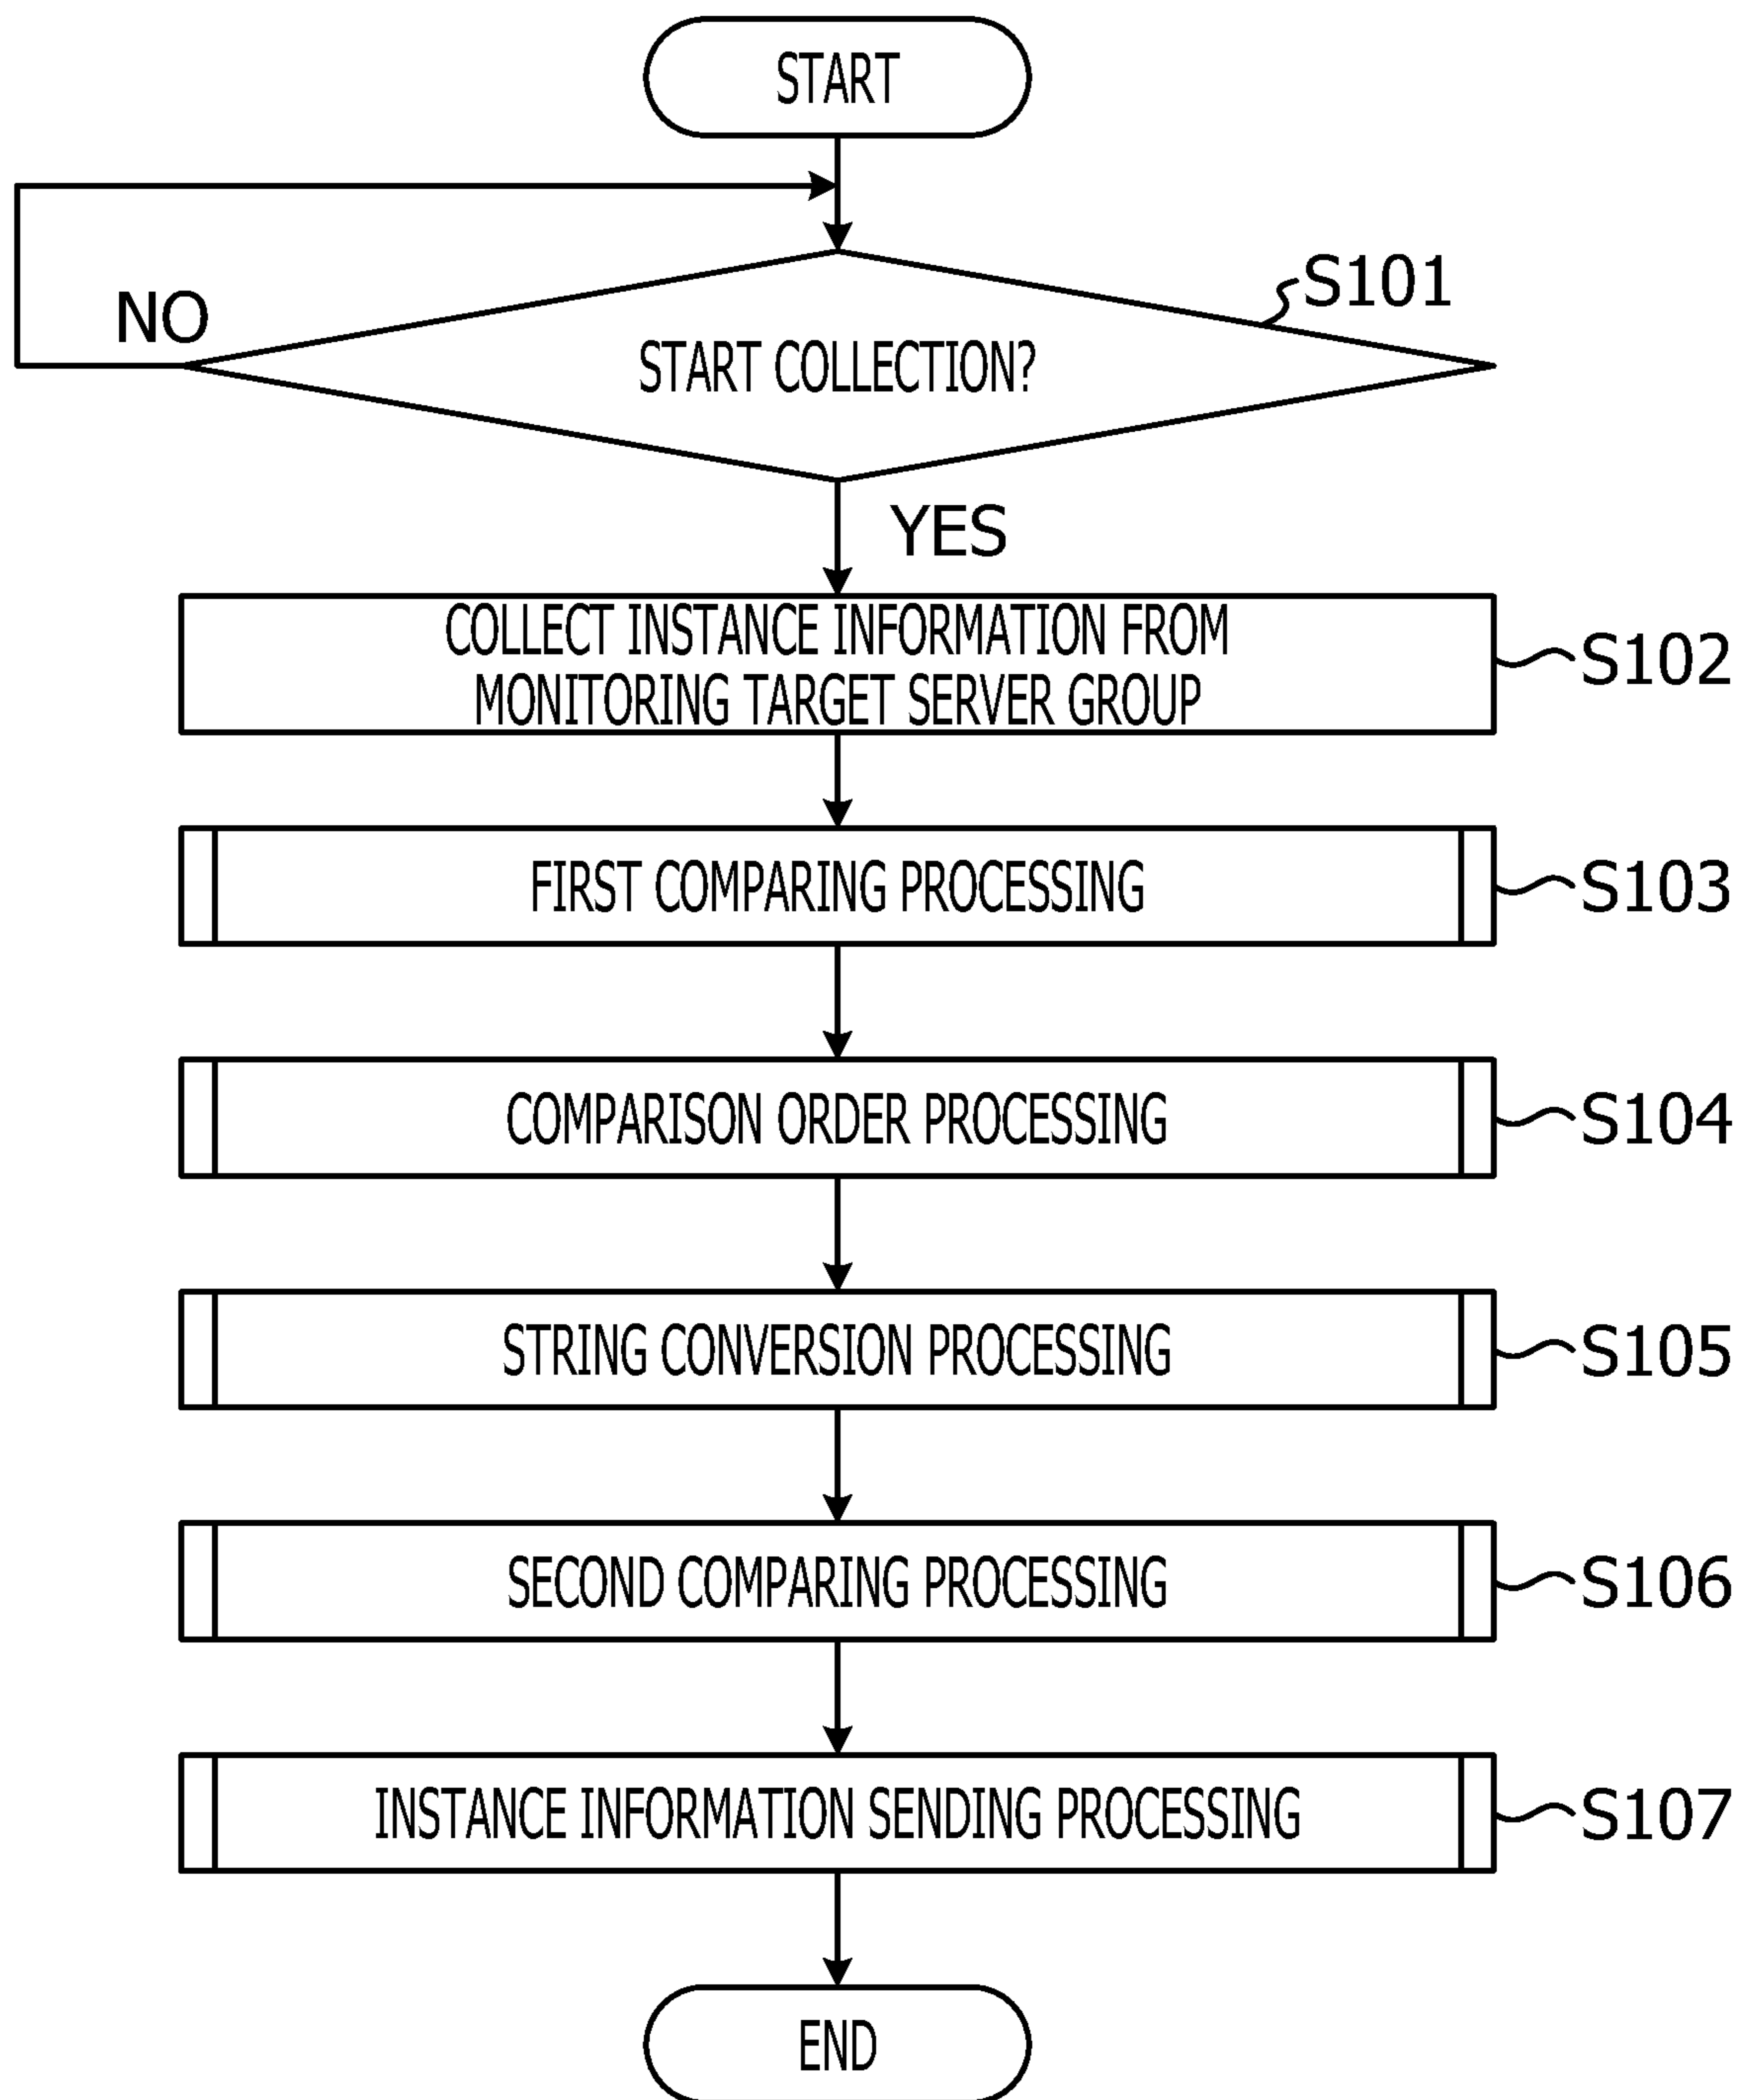 START
S101
NO
START COLLECTION?
YES
COLLECT INSTANCE INFORMATION FROM
MONITORING TARGET SERVER GROUP
S102
FIRST COMPARING PROCESSING
S103
COMPARISON ORDER PROCESSING
S104
STRING CONVERSION PROCESSING
S105
SECOND COMPARING PROCESSING
S106
INSTANCE INFORMATION SENDING PROCESSING
S107
END